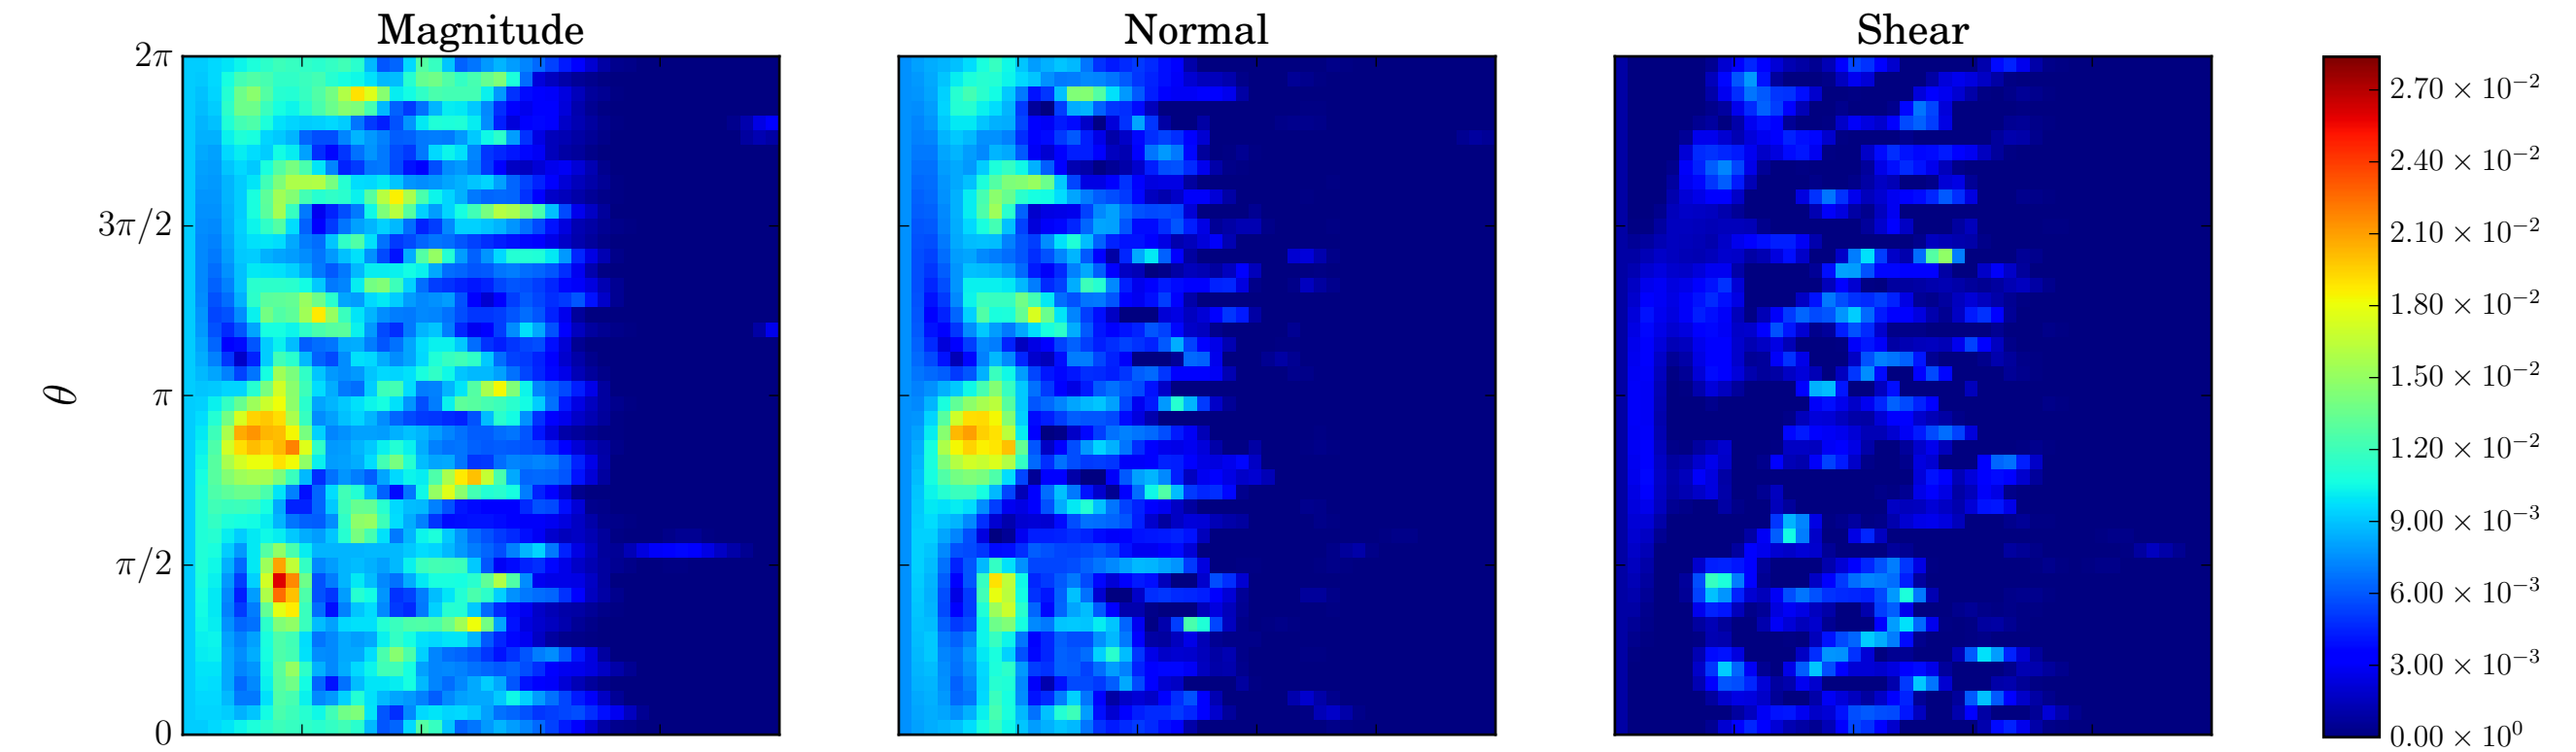 Magnitude
Normal
Shear
2π
3π/2
π
π/2
0
θ
2.70 × 10⁻²
2.40 × 10⁻²
2.10 × 10⁻²
1.80 × 10⁻²
1.50 × 10⁻²
1.20 × 10⁻²
9.00 × 10⁻³
6.00 × 10⁻³
3.00 × 10⁻³
0.00 × 10⁰